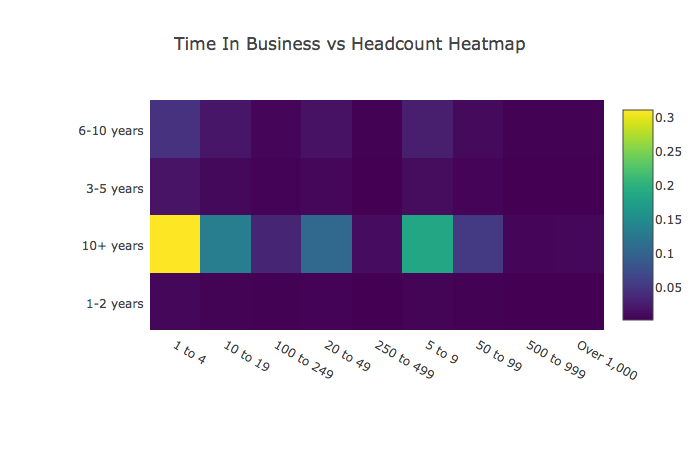 Time In Business vs Headcount Heatmap
6-10 years
3-5 years
10+ years
1-2 years
1 to 4
10 to 19
100 to 249
20 to 49
250 to 499
5 to 9
50 to 99
500 to 999
Over 1,000
0.3
0.25
0.2
0.15
0.1
0.05